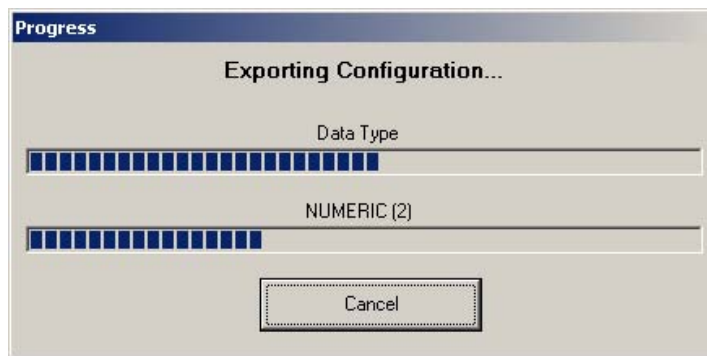 Progress
Exporting Configuration...
Data Type
NUMERIC (2)
Cancel